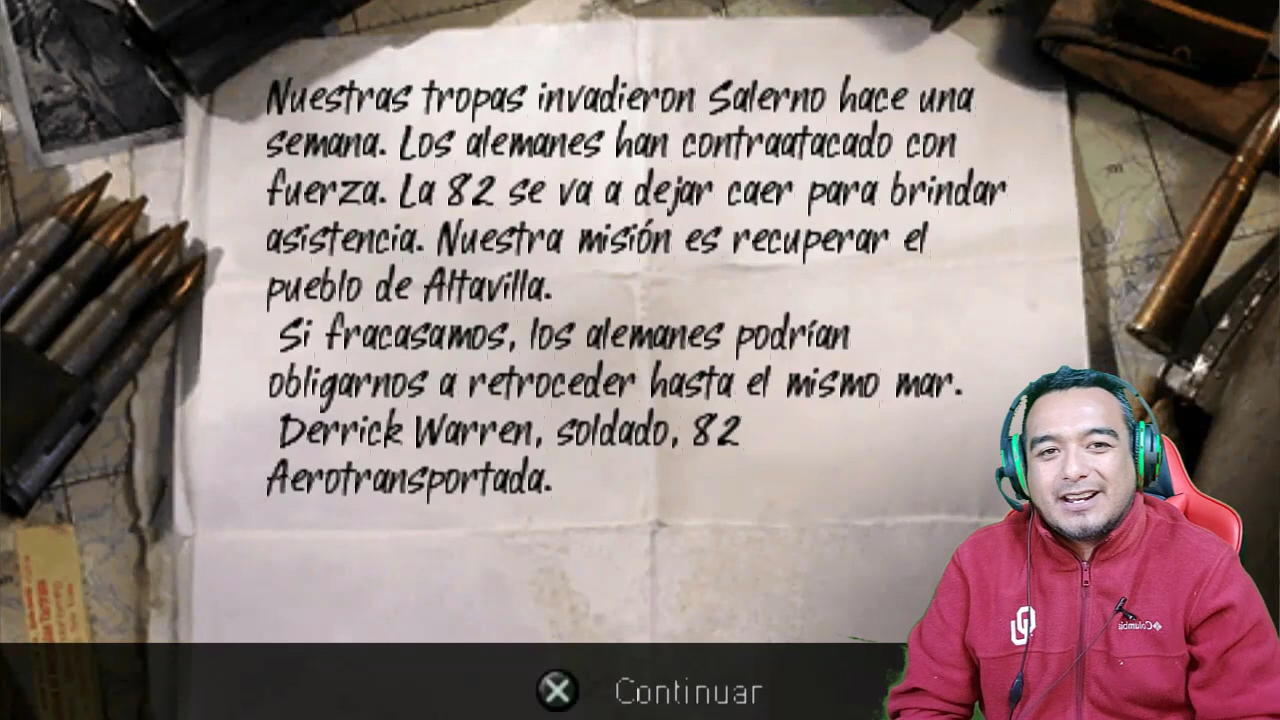 Nuestras tropas invadieron Salerno hace una
semana. Los alemanes han contraatacado con
fuerza. La 82 se va a dejar caer para brindar
asistencia. Nuestra misión es recuperar el
pueblo de Altavilla.
Si fracasamos, los alemanes podrían
obligarnos a retroceder hasta el mismo mar.
Derrick Warren, soldado, 82
Aerotransportada.
Columbia
Continuar